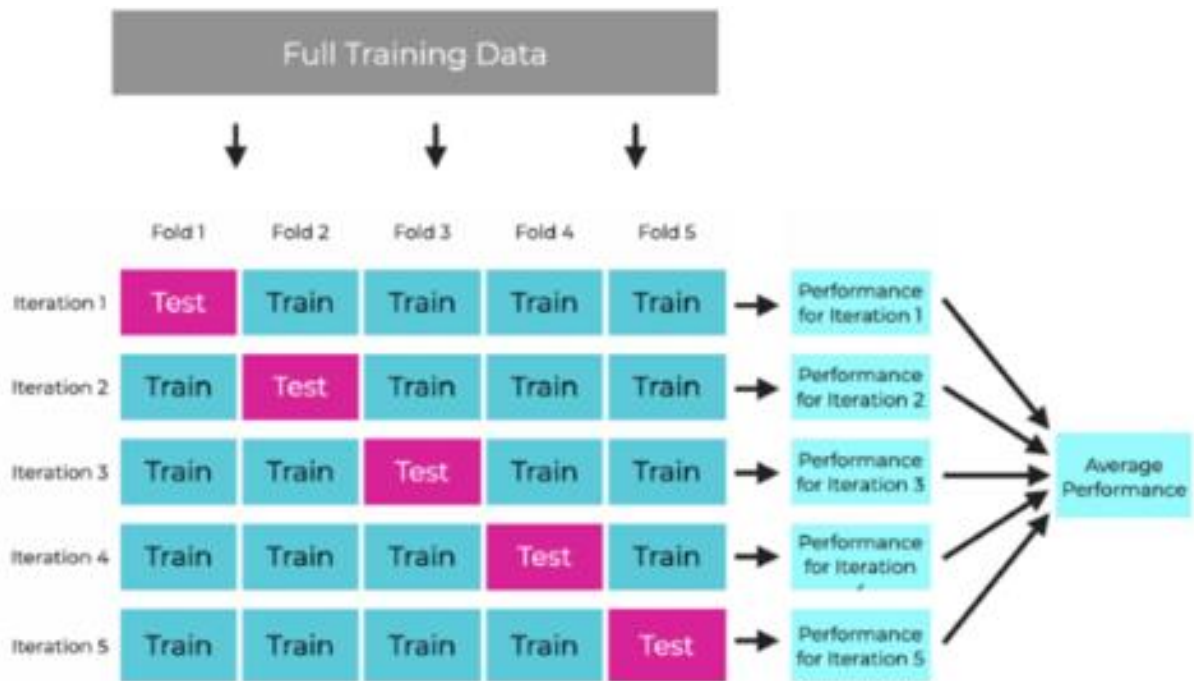 Full Training Data
Fold 1 Fold 2 Fold 3 Fold 4 Fold 5
Iteration 1 Test Train Train Train Train Performance
for Iteration 1
Iteration 2 Train Test Train Train Train Performance
for Iteration 2
Iteration 3 Train Train Test Train Train Performance
for Iteration 3
Average
Performance
Iteration 4 Train Train Train Test Train Performance
for Iteration
Iteration 5 Train Train Train Train Test Performance
for Iteration 5